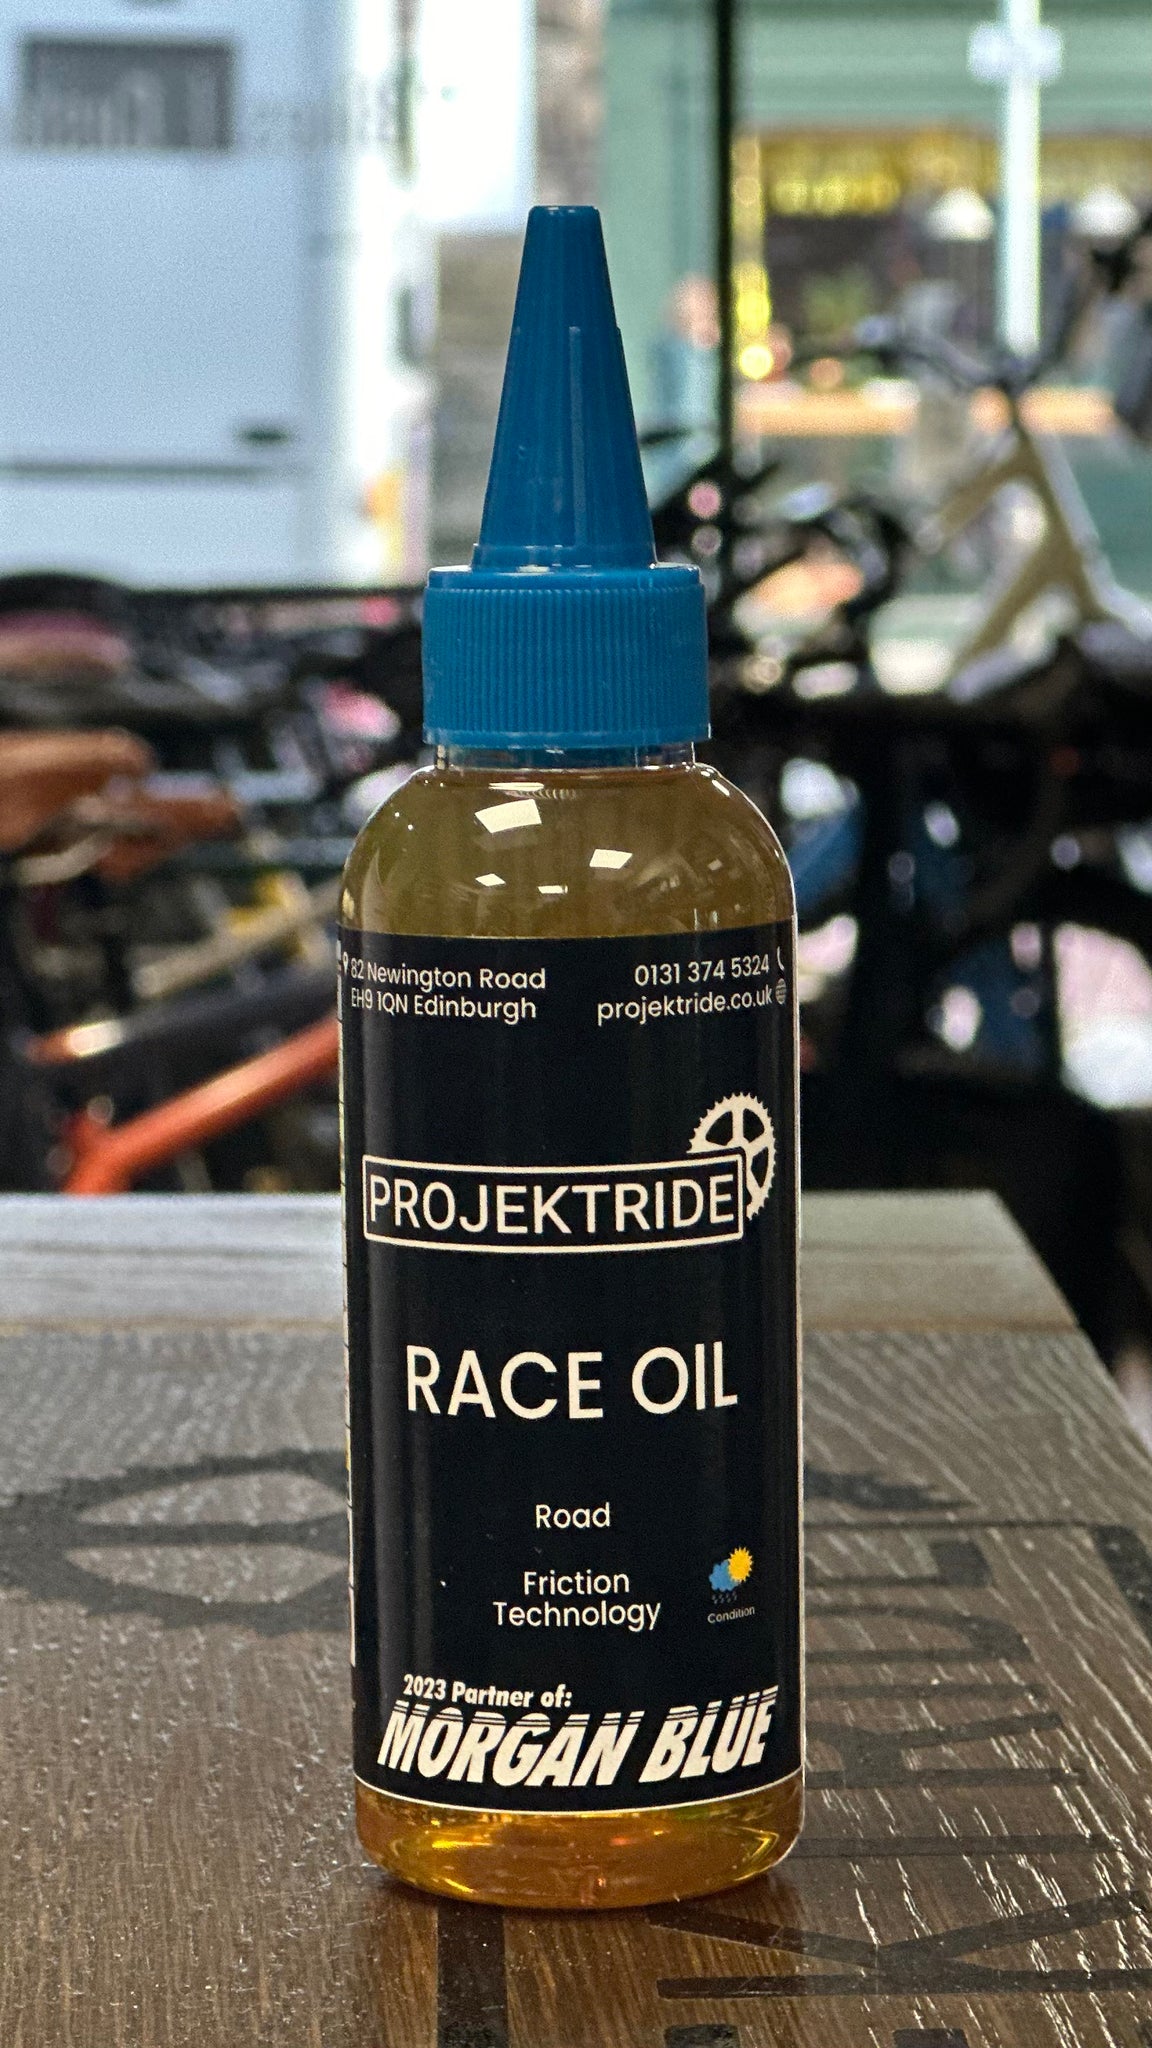 82 Newington Road
EH9 1QN Edinburgh
0131 374 5324
projektride.co.uk
PROJEKTRIDE
RACE OIL
Road
Friction
Technology
Condition
2023 Partner of:
MORGAN BLUE